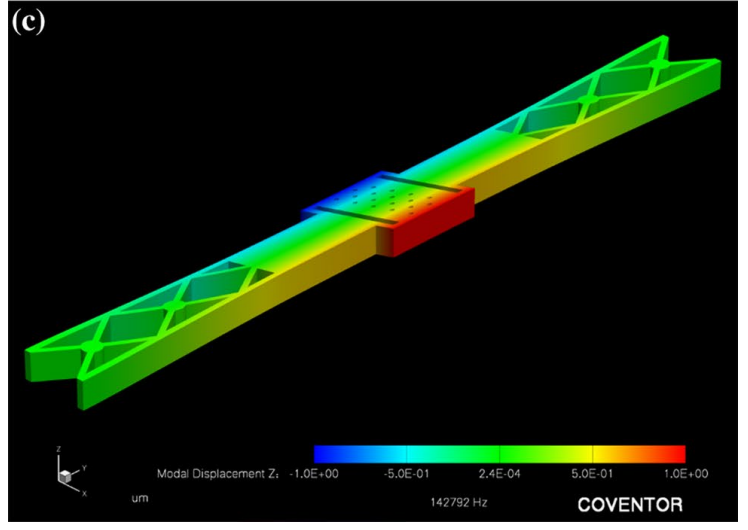 (c)
Z
Y
X
Modal Displacement Z: -1.0E+00 -5.0E-01 2.4E-04 5.0E-01 1.0E+00
um
142792 Hz
COVENTOR